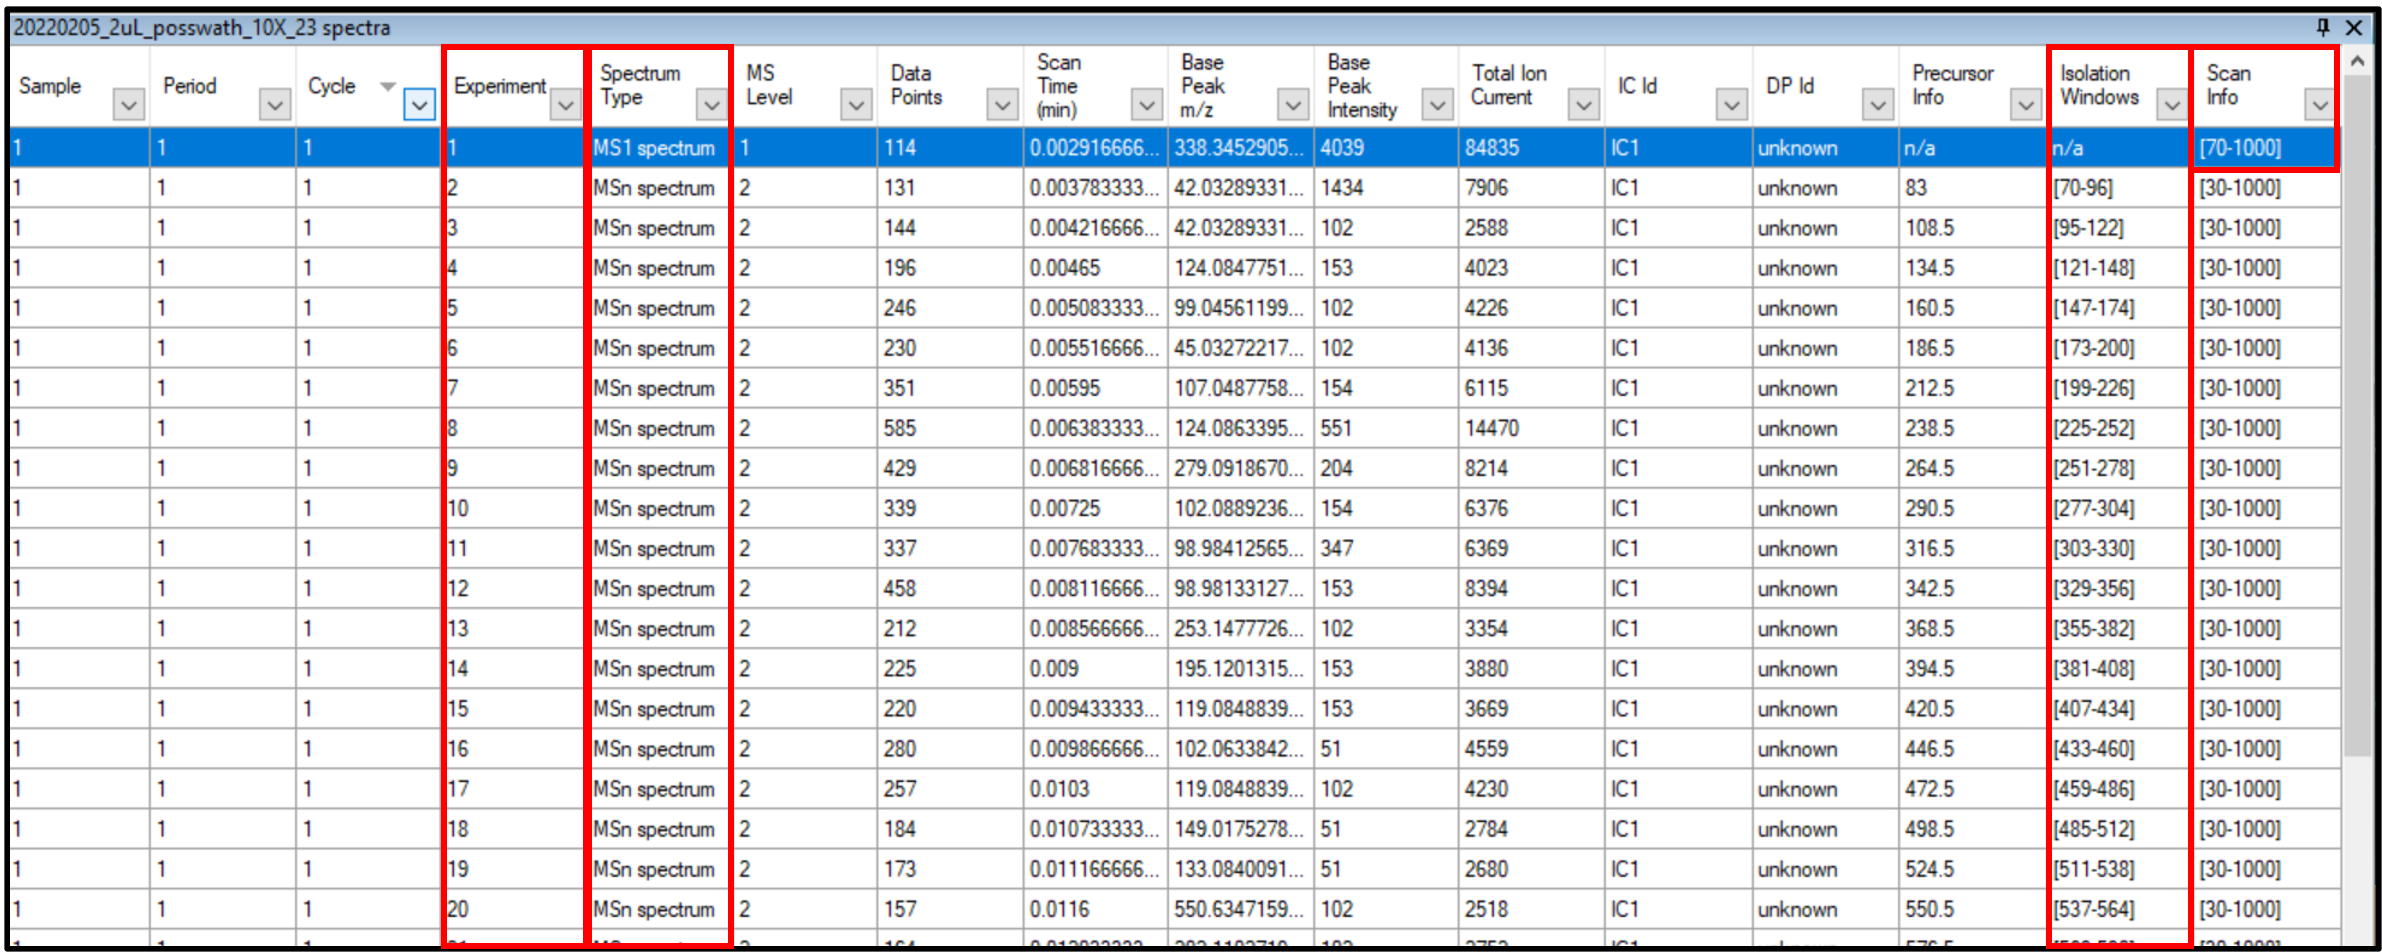 20220205_2uL_posswath_10X_23 spectra
Sample Period Cycle Experiment Spectrum Type MS Level Data Points Scan Time (min) Base Peak m/z Base Peak Intensity Total Ion Current IC Id DP Id Precursor Info Isolation Windows Scan Info
1 1 1 1 MS1 spectrum 1 114 0.002916666... 338.3452905... 4039 84835 IC1 unknown n/a n/a [70-1000]
1 1 1 2 MSn spectrum 2 131 0.003783333... 42.03289331... 1434 7906 IC1 unknown 83 [70-96] [30-1000]
1 1 1 3 MSn spectrum 2 144 0.004216666... 42.03289331... 102 2588 IC1 unknown 108.5 [95-122] [30-1000]
1 1 1 4 MSn spectrum 2 196 0.00465 124.0847751... 153 4023 IC1 unknown 134.5 [121-148] [30-1000]
1 1 1 5 MSn spectrum 2 246 0.005083333... 99.04561199... 102 4226 IC1 unknown 160.5 [147-174] [30-1000]
1 1 1 6 MSn spectrum 2 230 0.005516666... 45.03272217... 102 4136 IC1 unknown 186.5 [173-200] [30-1000]
1 1 1 7 MSn spectrum 2 351 0.00595 107.0487758... 154 6115 IC1 unknown 212.5 [199-226] [30-1000]
1 1 1 8 MSn spectrum 2 585 0.006383333... 124.0863395... 551 14470 IC1 unknown 238.5 [225-252] [30-1000]
1 1 1 9 MSn spectrum 2 429 0.006816666... 279.0918670... 204 8214 IC1 unknown 264.5 [251-278] [30-1000]
1 1 1 10 MSn spectrum 2 339 0.00725 102.0889236... 154 6376 IC1 unknown 290.5 [277-304] [30-1000]
1 1 1 11 MSn spectrum 2 337 0.007683333... 98.98412565... 347 6369 IC1 unknown 316.5 [303-330] [30-1000]
1 1 1 12 MSn spectrum 2 458 0.008116666... 98.98133127... 153 8394 IC1 unknown 342.5 [329-356] [30-1000]
1 1 1 13 MSn spectrum 2 212 0.008566666... 253.1477726... 102 3354 IC1 unknown 368.5 [355-382] [30-1000]
1 1 1 14 MSn spectrum 2 225 0.009 195.1201315... 153 3880 IC1 unknown 394.5 [381-408] [30-1000]
1 1 1 15 MSn spectrum 2 220 0.009433333... 119.0848839... 153 3669 IC1 unknown 420.5 [407-434] [30-1000]
1 1 1 16 MSn spectrum 2 280 0.009866666... 102.0633842... 51 4559 IC1 unknown 446.5 [433-460] [30-1000]
1 1 1 17 MSn spectrum 2 257 0.0103 119.0848839... 102 4230 IC1 unknown 472.5 [459-486] [30-1000]
1 1 1 18 MSn spectrum 2 184 0.010733333... 149.0175278... 51 2784 IC1 unknown 498.5 [485-512] [30-1000]
1 1 1 19 MSn spectrum 2 173 0.011166666... 133.0840091... 51 2680 IC1 unknown 524.5 [511-538] [30-1000]
1 1 1 20 MSn spectrum 2 157 0.0116 550.6347159... 102 2518 IC1 unknown 550.5 [537-564] [30-1000]